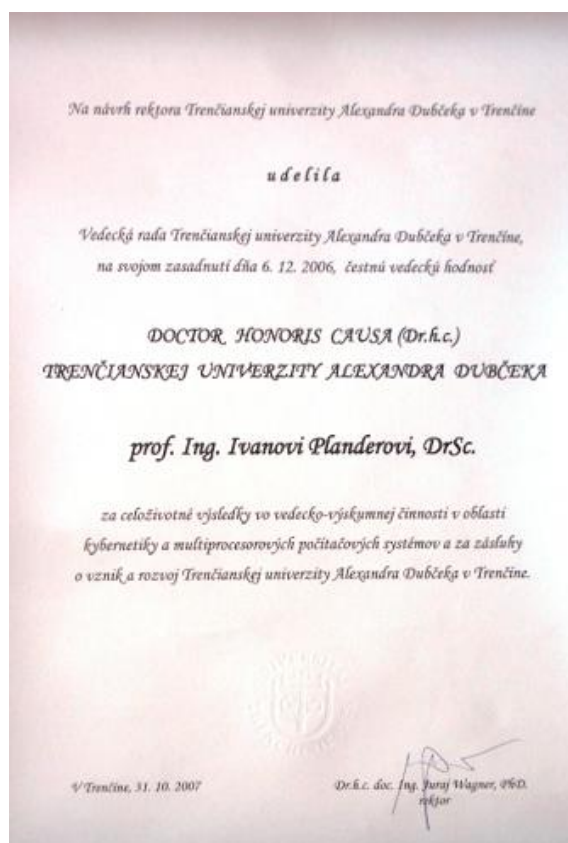 Na návrh rektora Trenčianskej univerzity Alexandra Dubčeka v Trenčíne
udelila
Vedecká rada Trenčianskej univerzity Alexandra Dubčeka v Trenčíne,
na svojom zasadnutí dňa 6. 12. 2006, čestnú vedeckú hodnosť
DOCTOR HONORIS CAUSA (Dr.h.c.)
TRENČIANSKEJ UNIVERZITY ALEXANDRA DUBČEKA
prof. Ing. Ivanovi Planderovi, DrSc.
za celoživotné výsledky vo vedecko-výskumnej činnosti v oblasti
kybernetiky a multiprocesorových počítačových systémov a za zásluhy
o vznik a rozvoj Trenčianskej univerzity Alexandra Dubčeka v Trenčíne.
V Trenčíne, 31. 10. 2007
Dr.h.c. doc. Ing. Juraj Wagner, PhD.
rektor